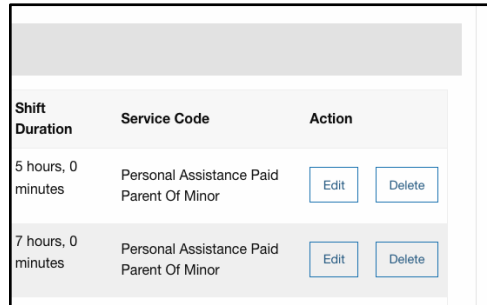 Shift
Duration
Service Code
Action
5 hours, 0
minutes
Personal Assistance Paid
Parent Of Minor
Edit
Delete
7 hours, 0
minutes
Personal Assistance Paid
Parent Of Minor
Edit
Delete